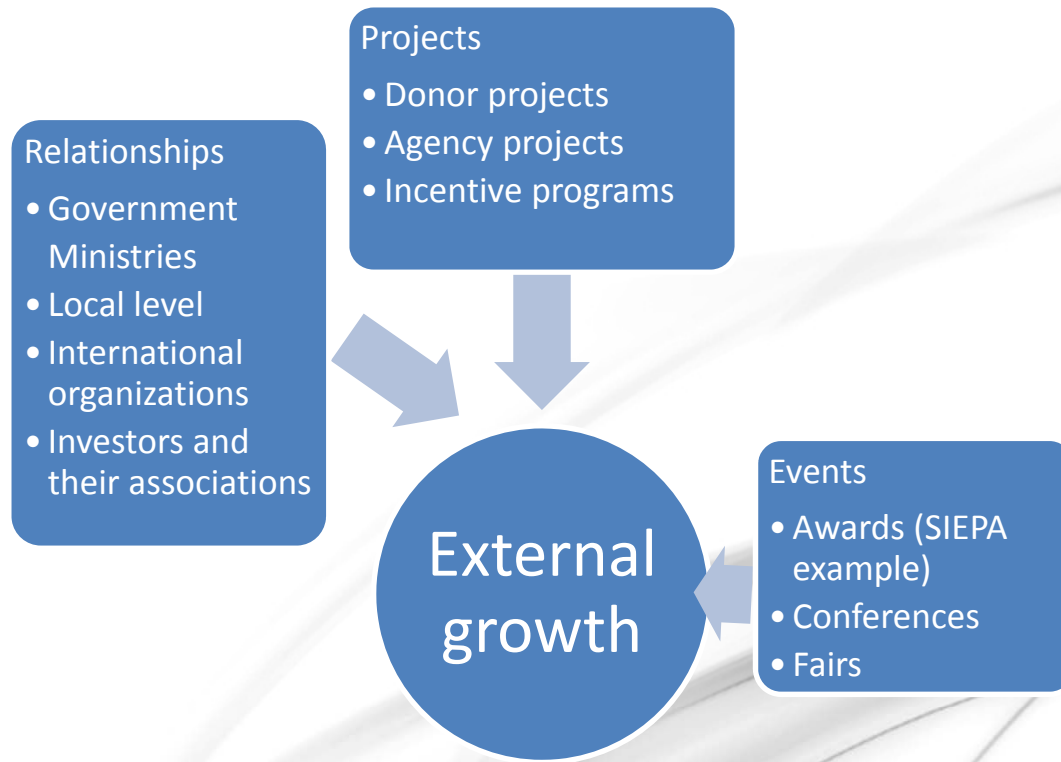 Projects
• Donor projects
• Agency projects
• Incentive programs
Relationships
• Government
Ministries
• Local level
• International
organizations
• Investors and
their associations
Events
• Awards (SIEPA
example)
• Conferences
• Fairs
External
growth